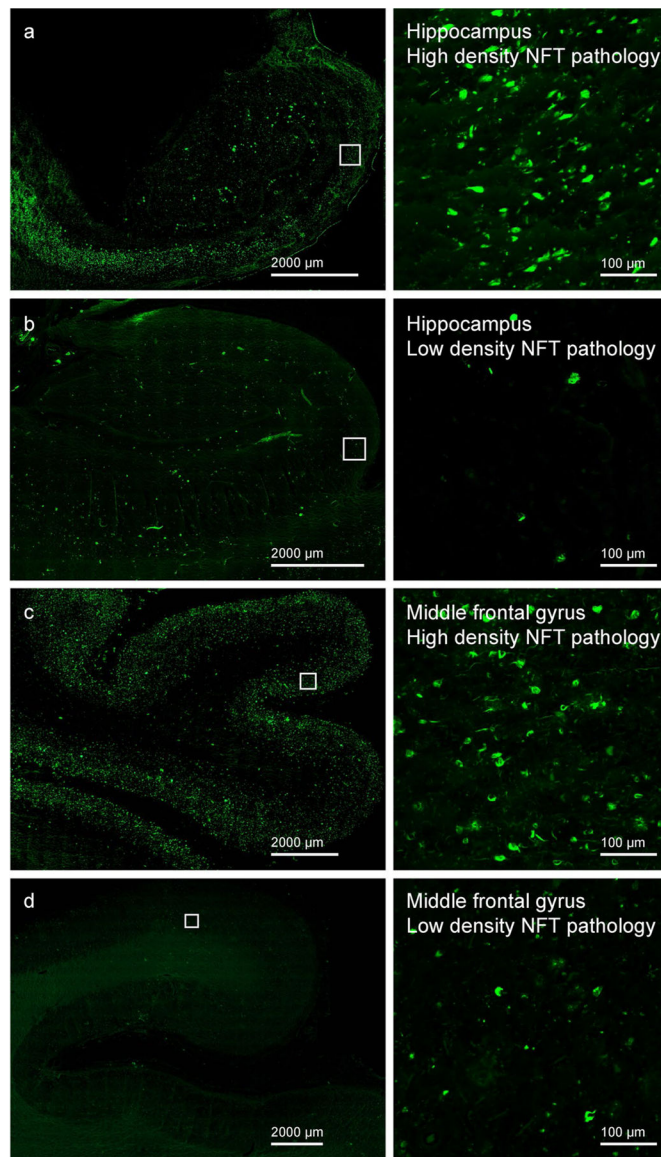 a
2000 µm
Hippocampus
High density NFT pathology
100 µm
b
2000 µm
Hippocampus
Low density NFT pathology
100 µm
c
2000 µm
Middle frontal gyrus
High density NFT pathology
100 µm
d
2000 µm
Middle frontal gyrus
Low density NFT pathology
100 µm